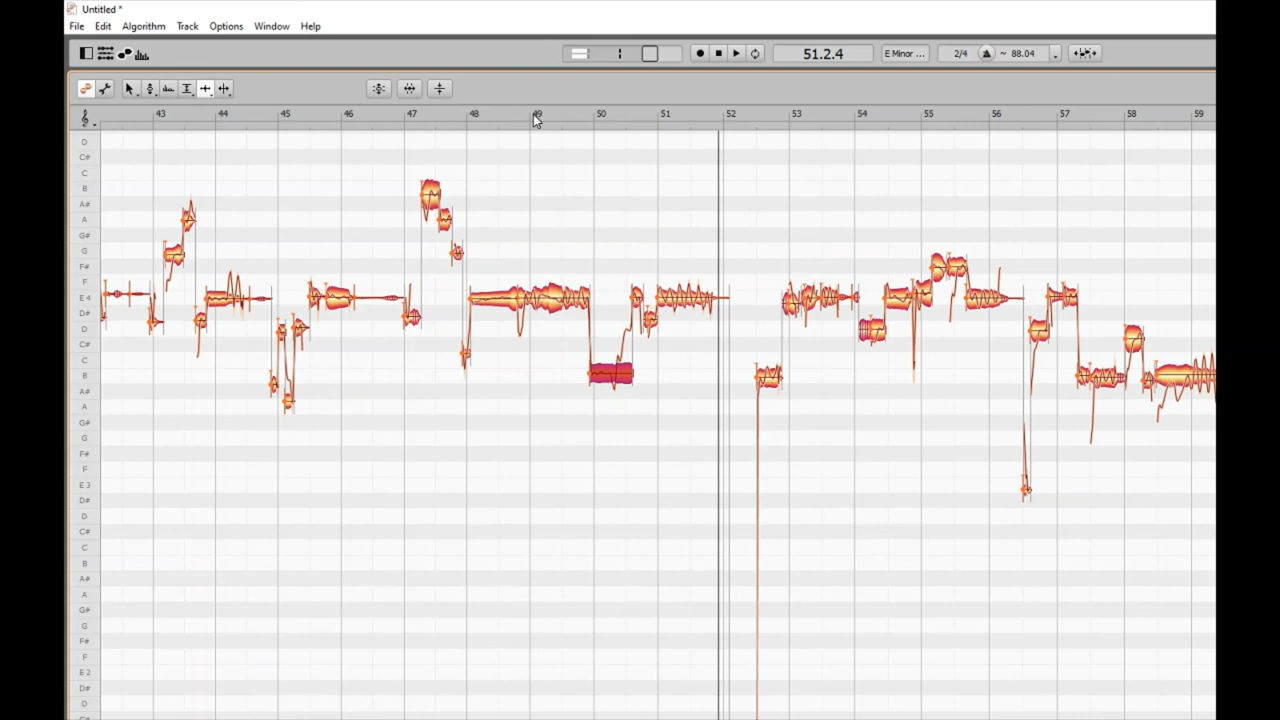 Untitled *
File Edit Algorithm Track Options Window Help
51.2.4 E Minor ... 2/4 ~ 88.04
43 44 45 46 47 48 49 50 51 52 53 54 55 56 57 58 59
D
C#
C
B
A#
A
G#
G
F#
F
E 4
D#
D
C#
C
B
A#
A
G#
G
F#
F
E 3
D#
D
C#
C
B
A#
A
G#
G
F#
F
E 2
D#
D
C#